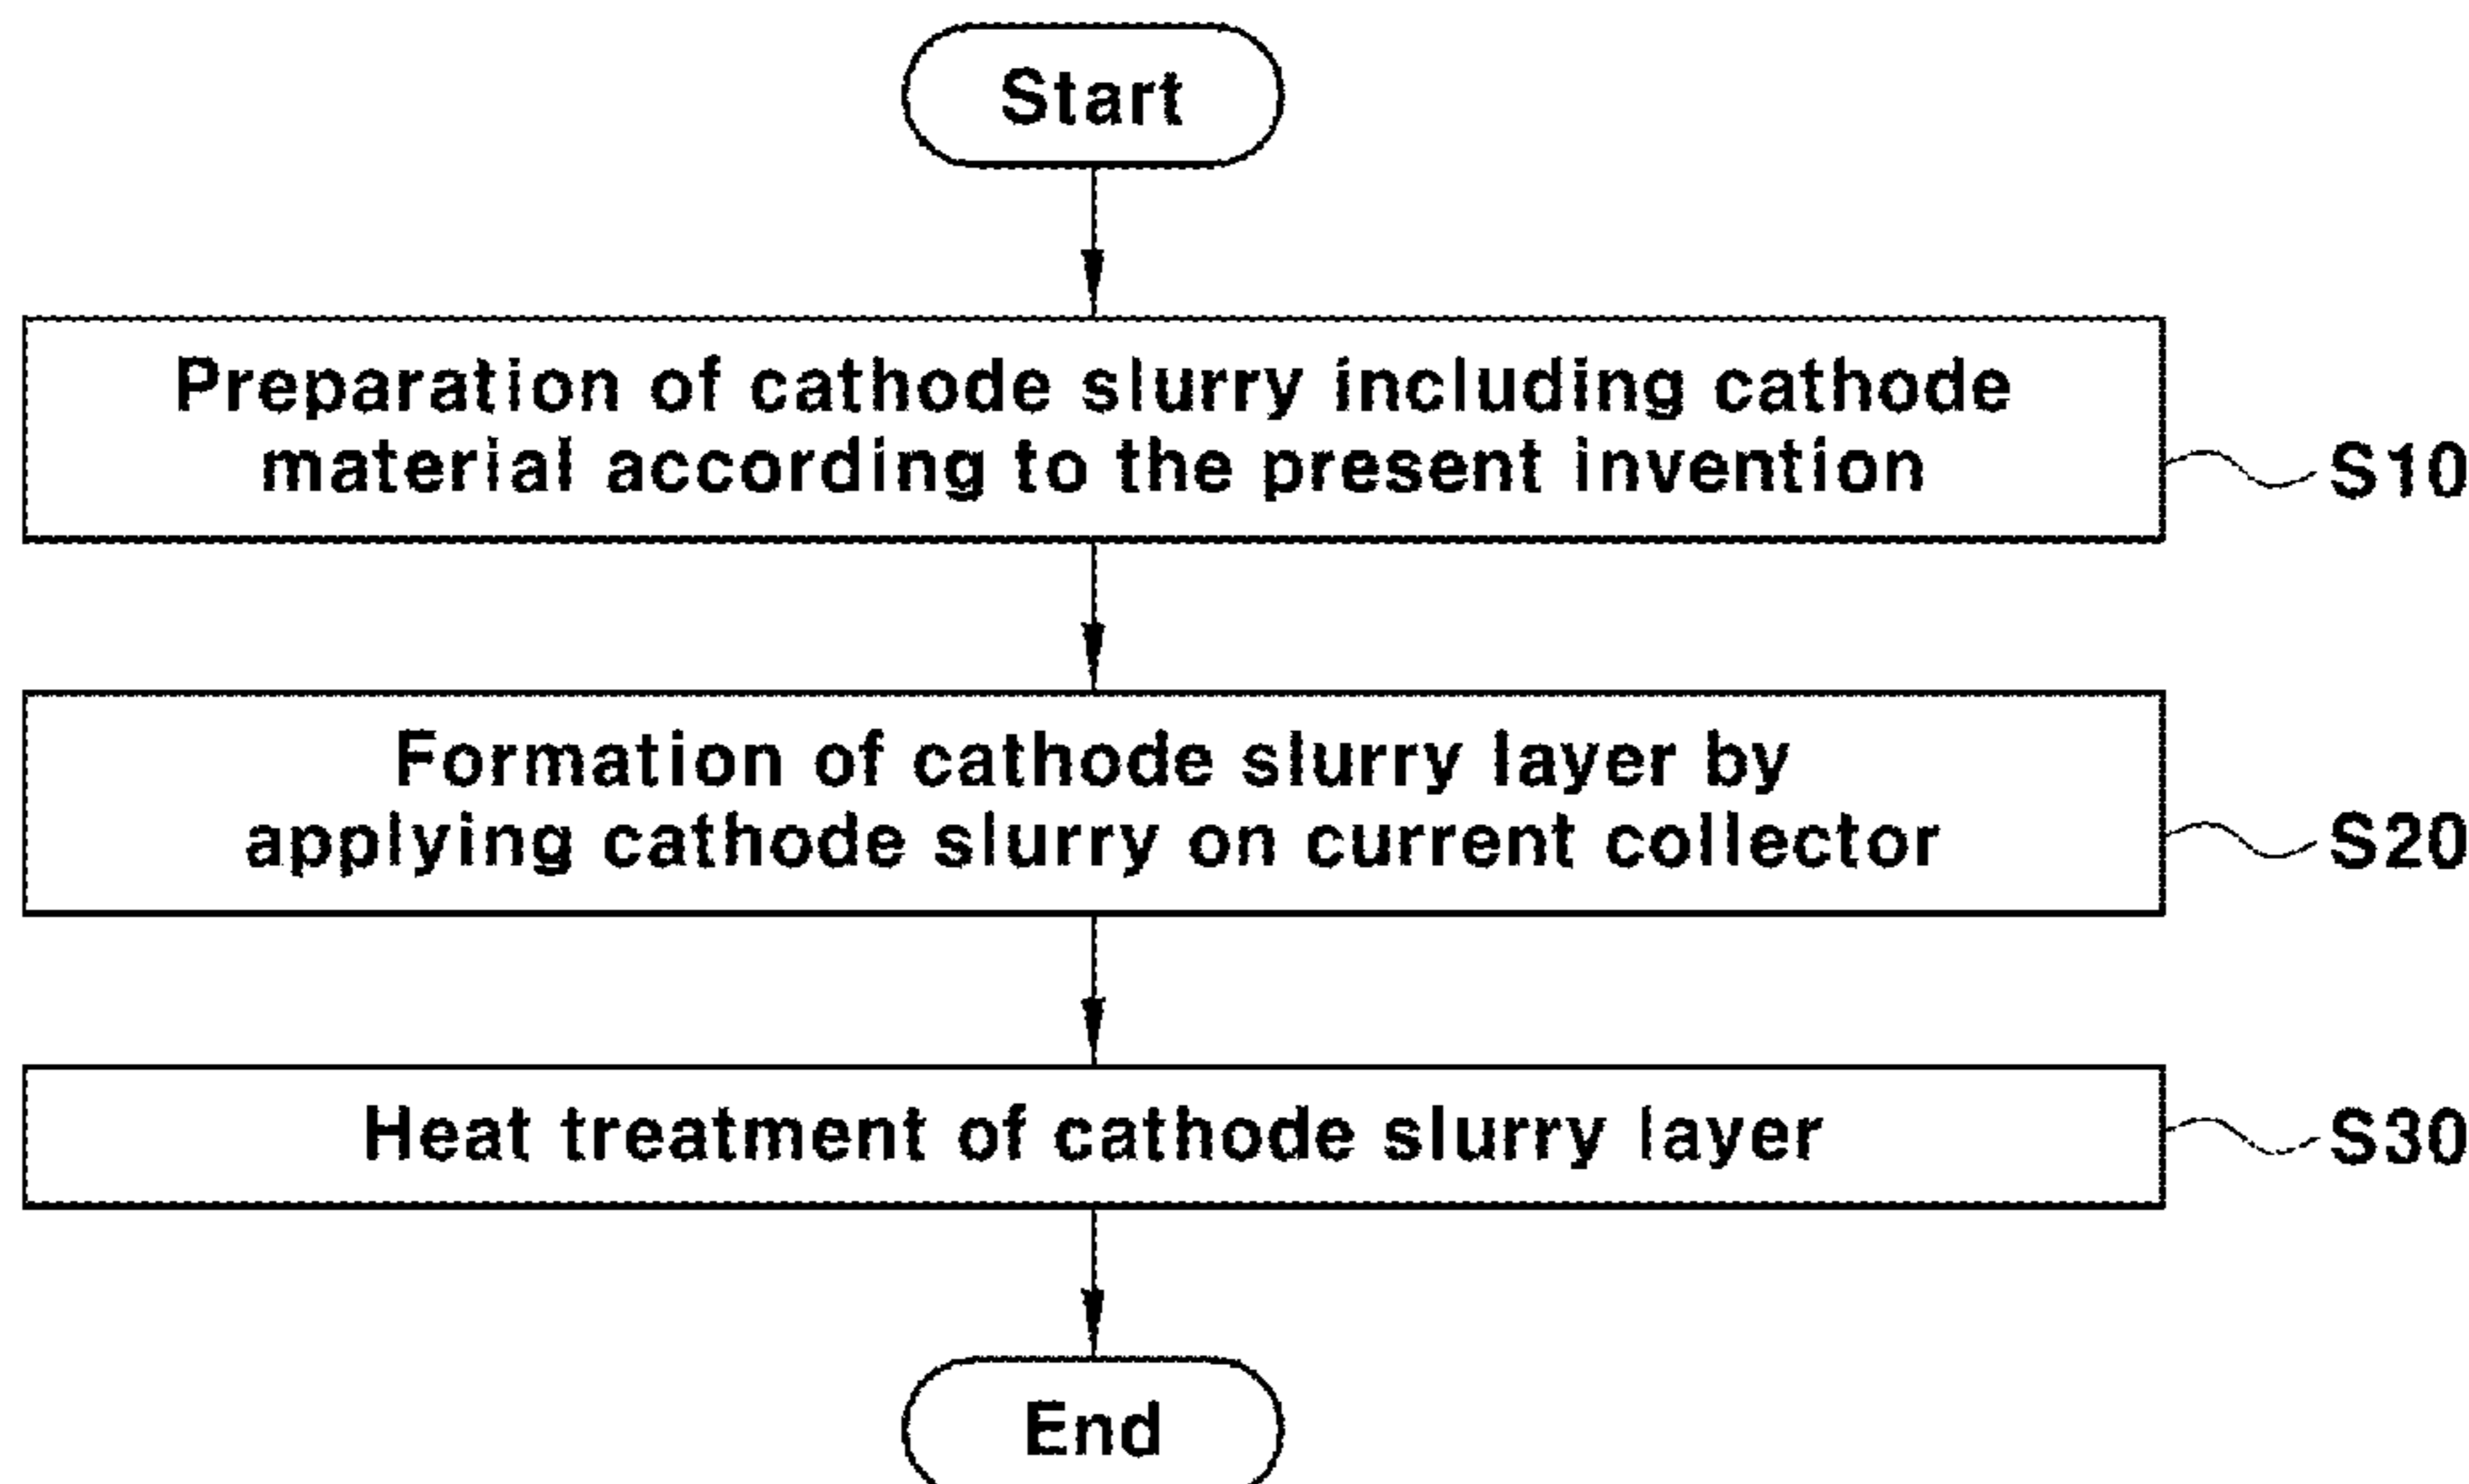 Start
Preparation of cathode slurry including cathode
material according to the present invention
S10
Formation of cathode slurry layer by
applying cathode slurry on current collector
S20
Heat treatment of cathode slurry layer
S30
End